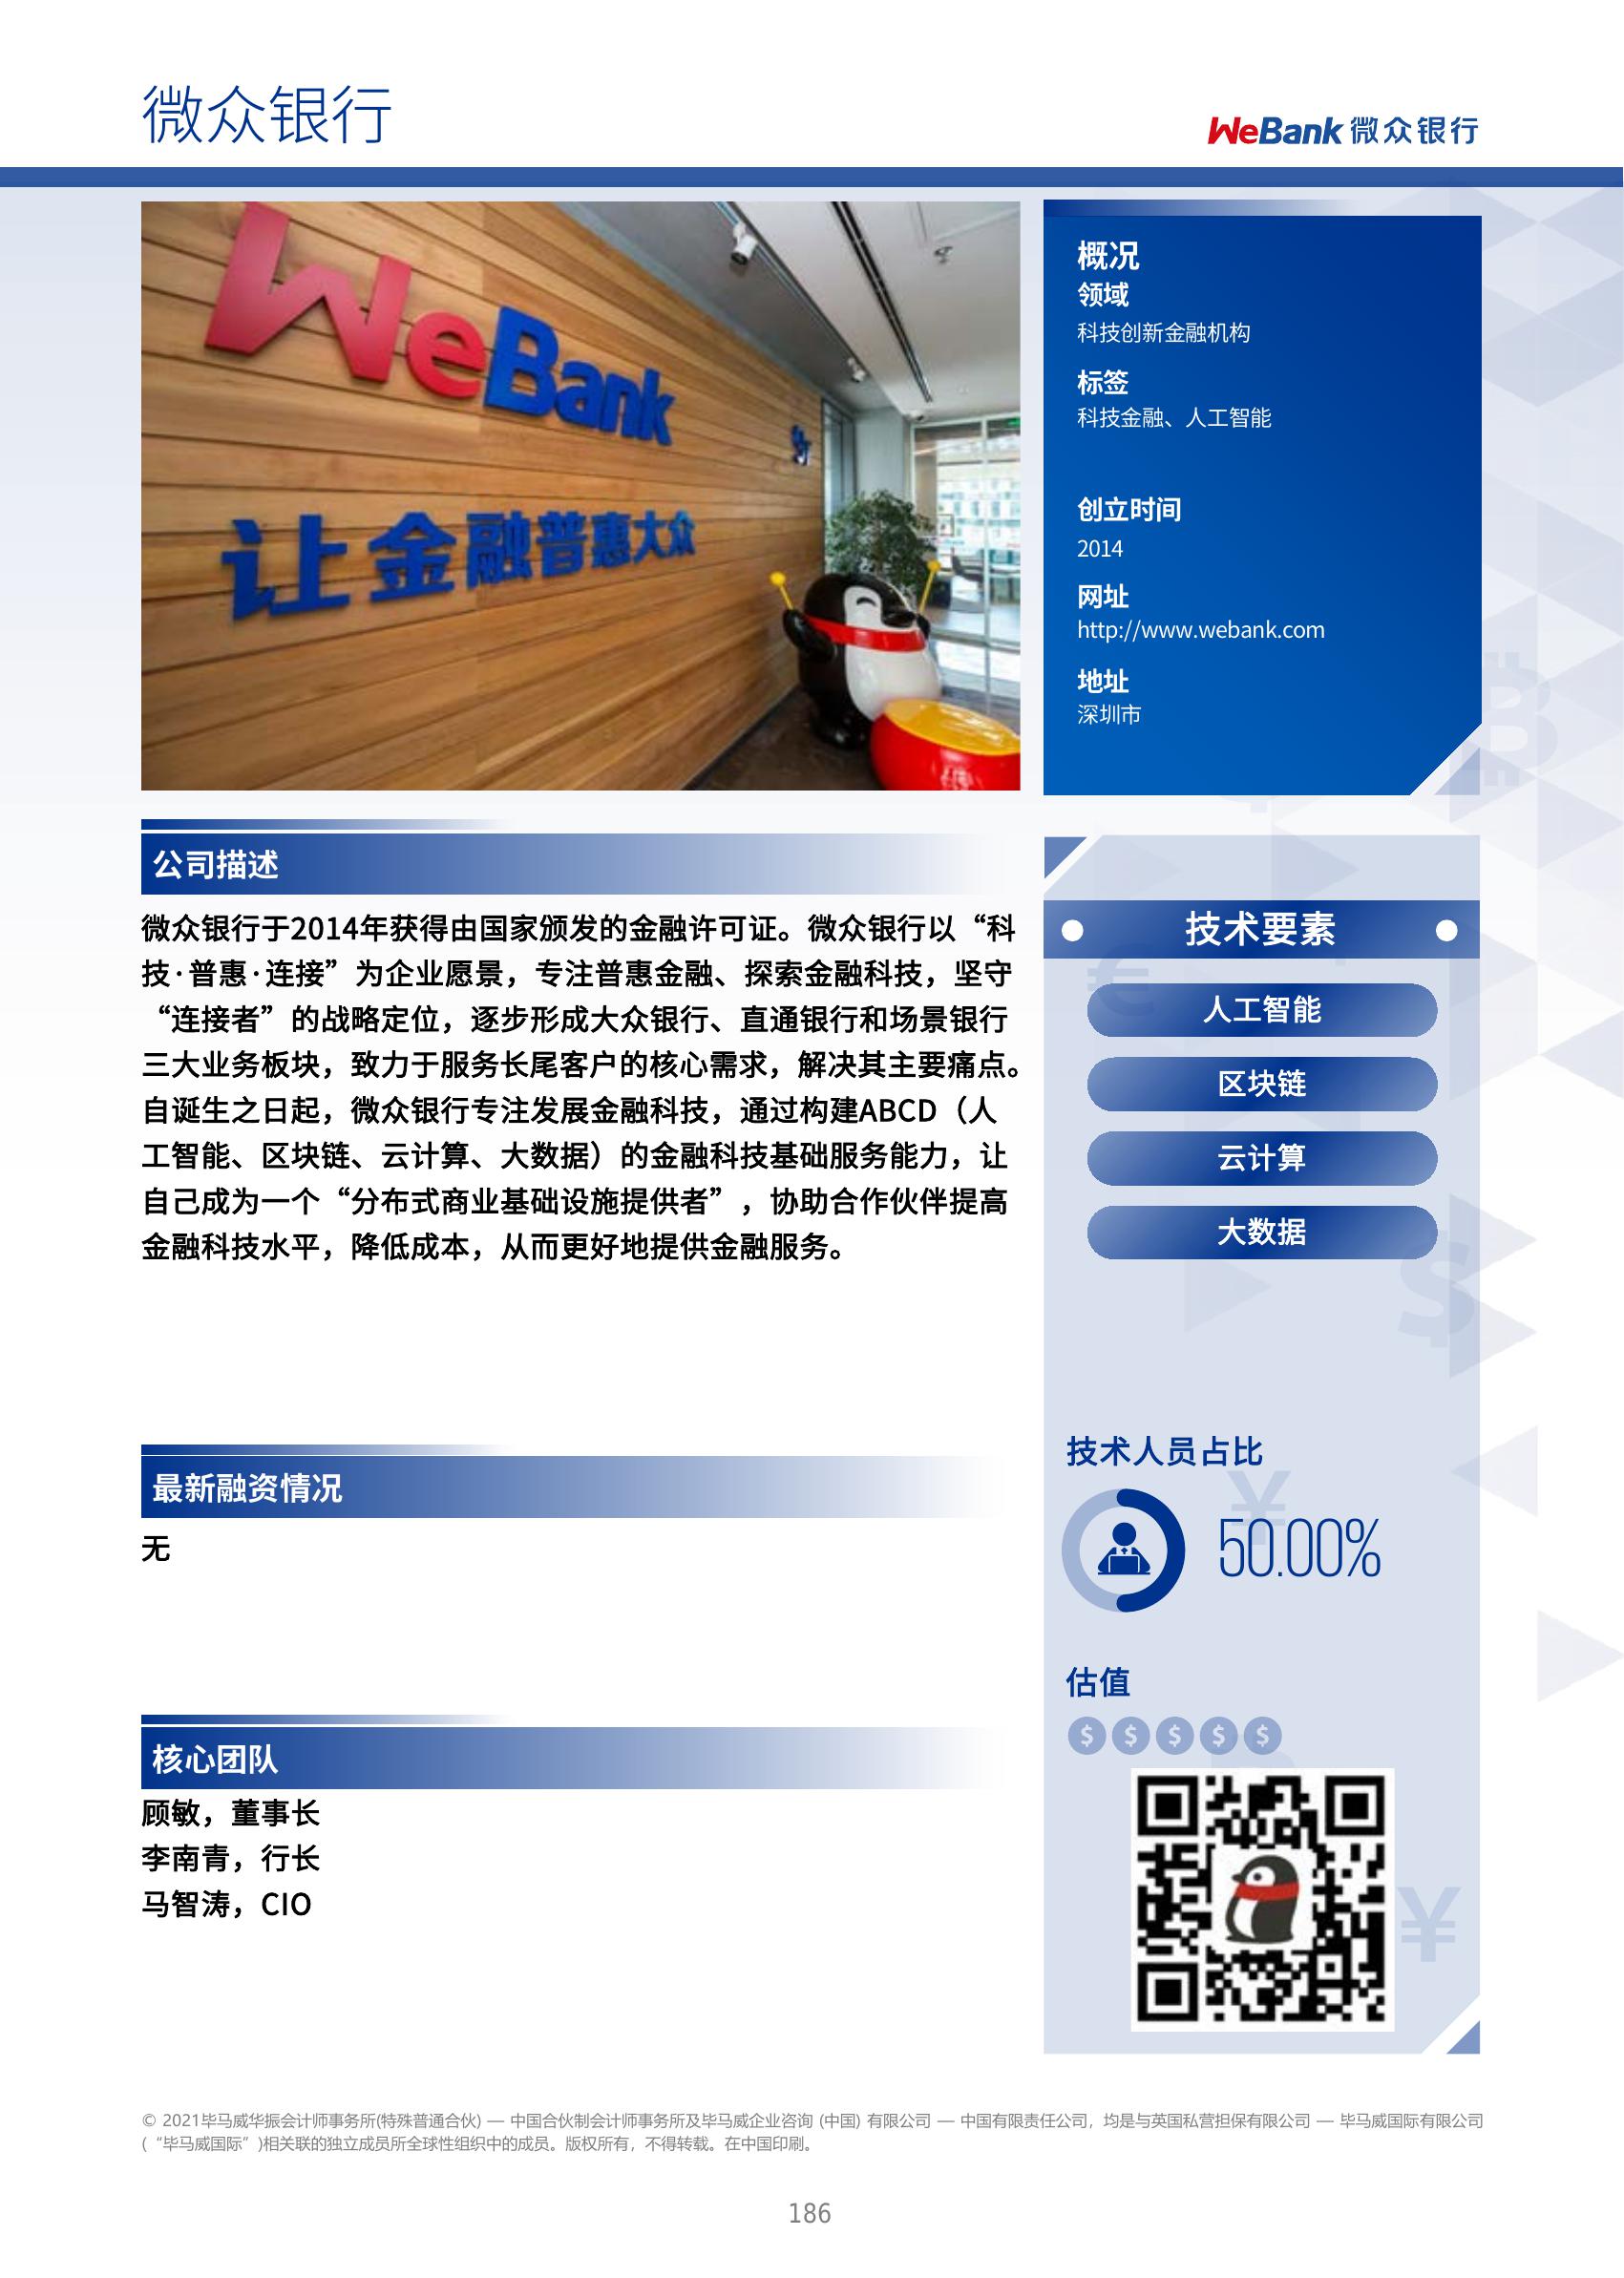 微众银行
WeBank 微众银行
WeBank
让金融普惠大众
概况
领域
科技创新金融机构
标签
科技金融、人工智能
创立时间
2014
网址
http://www.webank.com
地址
深圳市
公司描述
微众银行于2014年获得由国家颁发的金融许可证。微众银行以“科
技·普惠·连接”为企业愿景，专注普惠金融、探索金融科技，坚守
“连接者”的战略定位，逐步形成大众银行、直通银行和场景银行
三大业务板块，致力于服务长尾客户的核心需求，解决其主要痛点。
自诞生之日起，微众银行专注发展金融科技，通过构建ABCD（人
工智能、区块链、云计算、大数据）的金融科技基础服务能力，让
自己成为一个“分布式商业基础设施提供者”，协助合作伙伴提高
金融科技水平，降低成本，从而更好地提供金融服务。
最新融资情况
无
核心团队
顾敏，董事长
李南青，行长
马智涛，CIO
技术要素
人工智能
区块链
云计算
大数据
技术人员占比
50.00%
估值
$ $ $ $ $
© 2021毕马威华振会计师事务所(特殊普通合伙) — 中国合伙制会计师事务所及毕马威企业咨询 (中国) 有限公司 — 中国有限责任公司，均是与英国私营担保有限公司 — 毕马威国际有限公司
(“毕马威国际”)相关联的独立成员所全球性组织中的成员。版权所有，不得转载。在中国印刷。
186